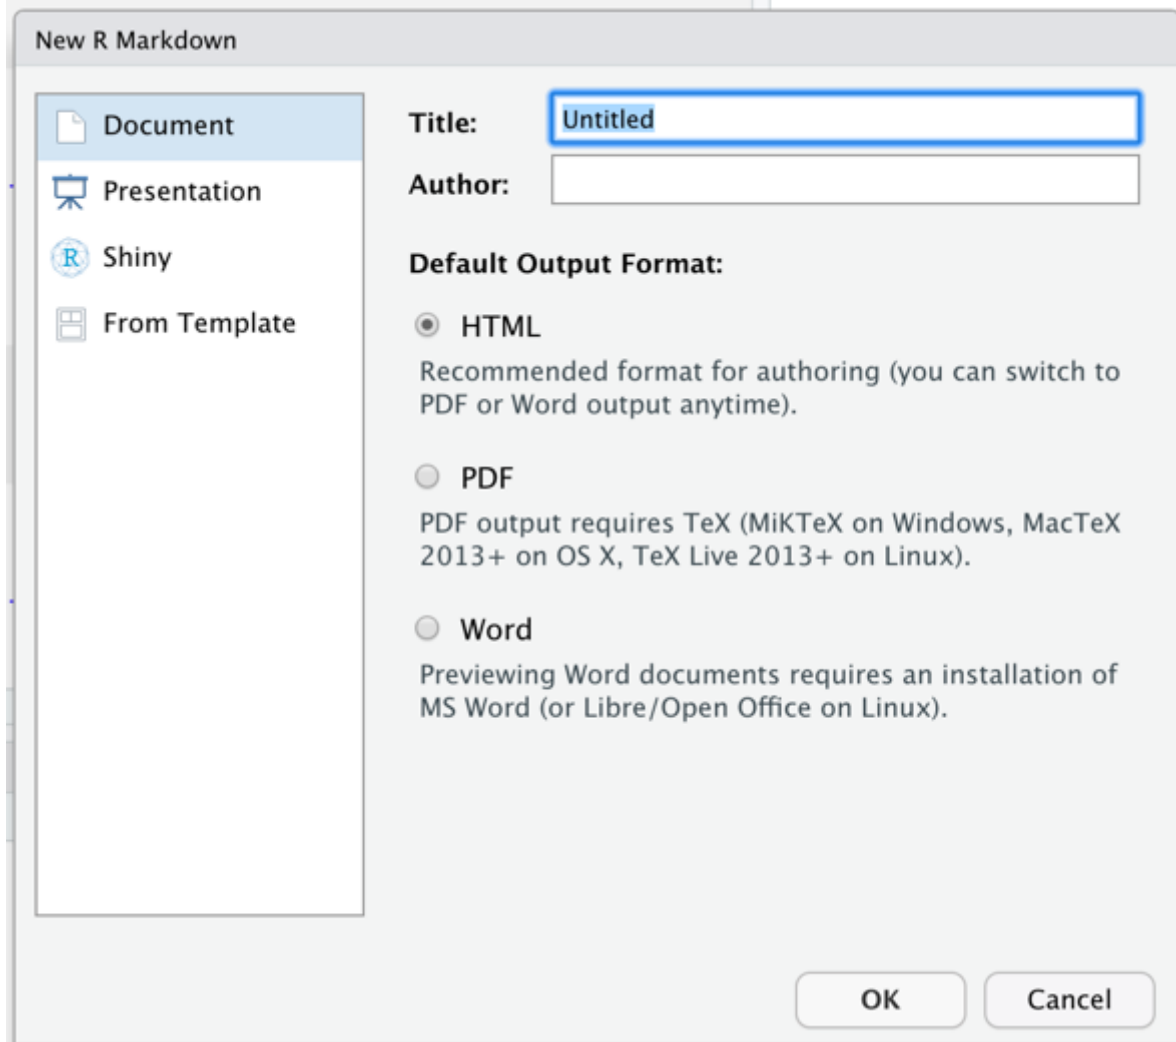 New R Markdown
Document
Presentation
R
Shiny
From Template
Title:
Untitled
Author:
Default Output Format:
HTML
Recommended format for authoring (you can switch to
PDF or Word output anytime).
PDF
PDF output requires TeX (MiKTeX on Windows, MacTeX
2013+ on OS X, TeX Live 2013+ on Linux).
Word
Previewing Word documents requires an installation of
MS Word (or Libre/Open Office on Linux).
OK
Cancel